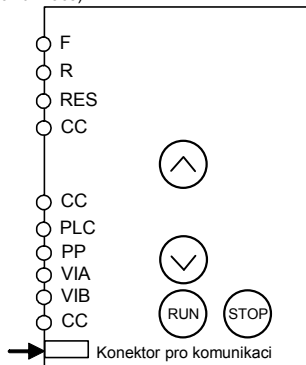 F
R
RES
CC
CC
PLC
PP
VIA
VIB
CC
RUN
STOP
Konektor pro komunikaci